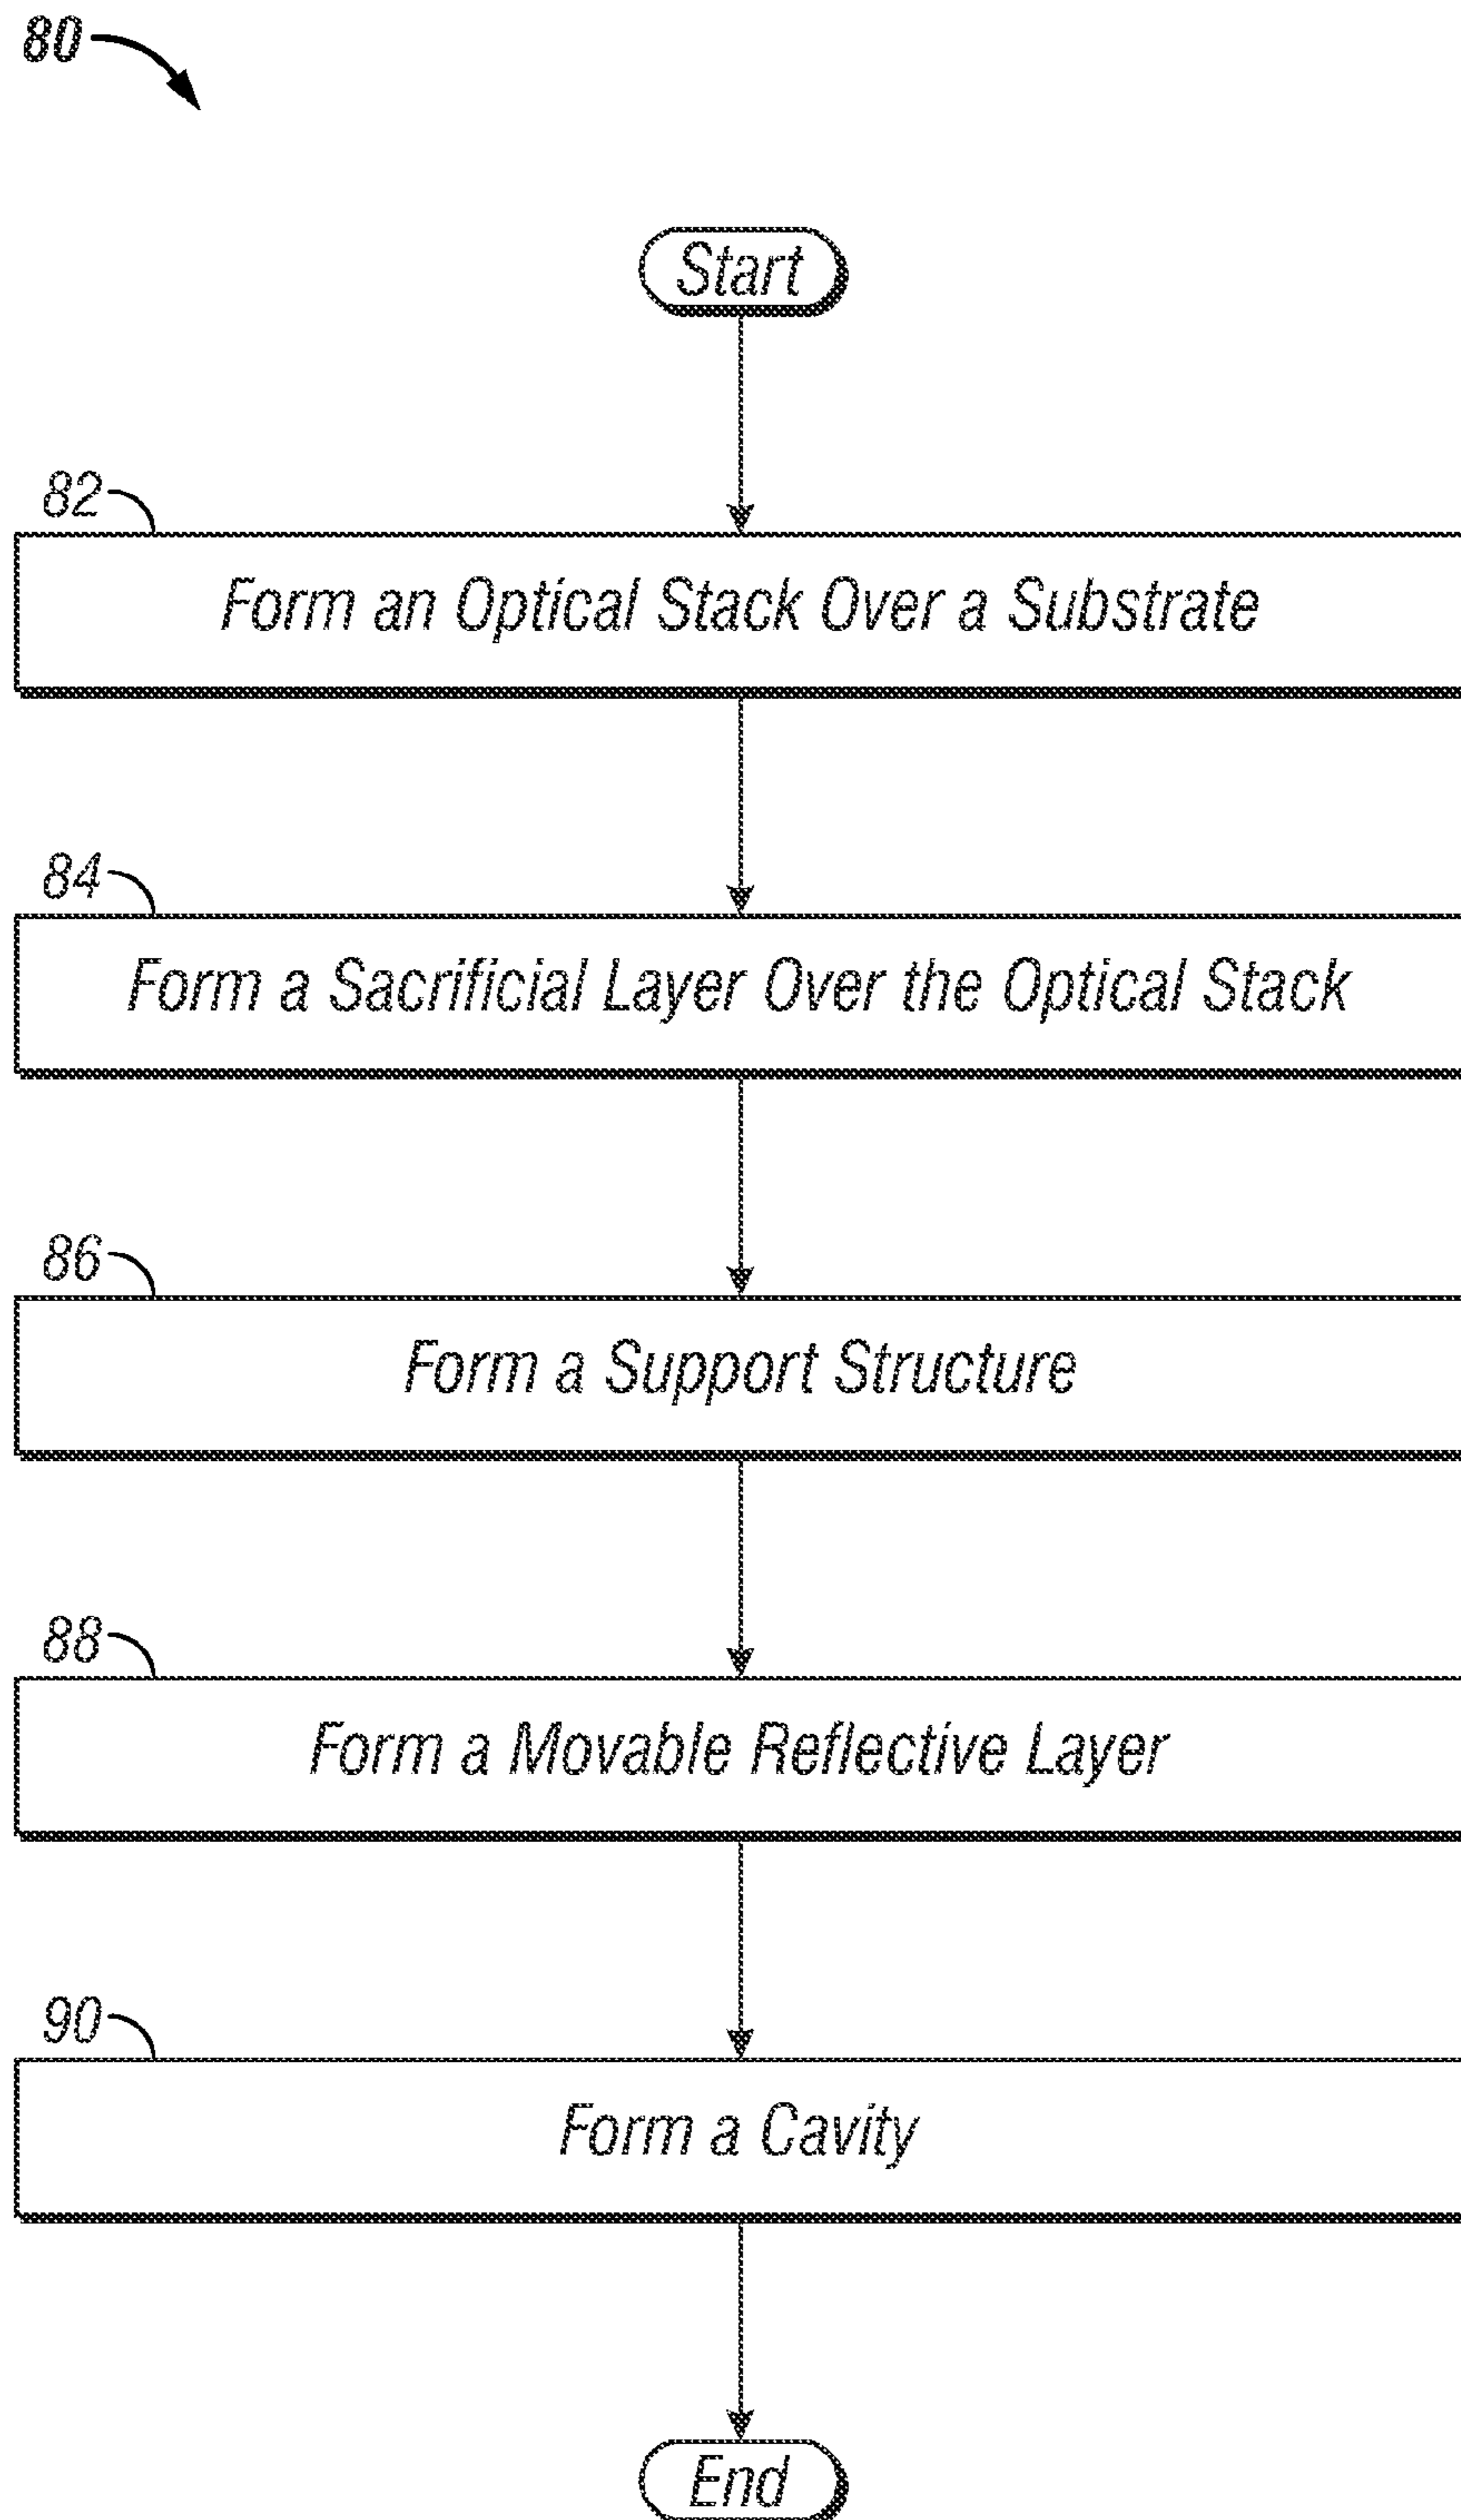 80
Start
82
Form an Optical Stack Over a Substrate
84
Form a Sacrificial Layer Over the Optical Stack
86
Form a Support Structure
88
Form a Movable Reflective Layer
90
Form a Cavity
End